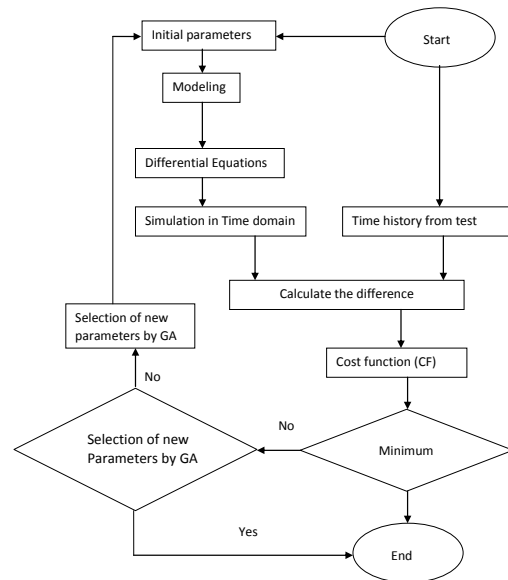 Initial parameters
Start
Modeling
Differential Equations
Simulation in Time domain
Time history from test
Calculate the difference
Selection of new
parameters by GA
Cost function (CF)
No
No
Selection of new
Parameters by GA
Minimum
Yes
End